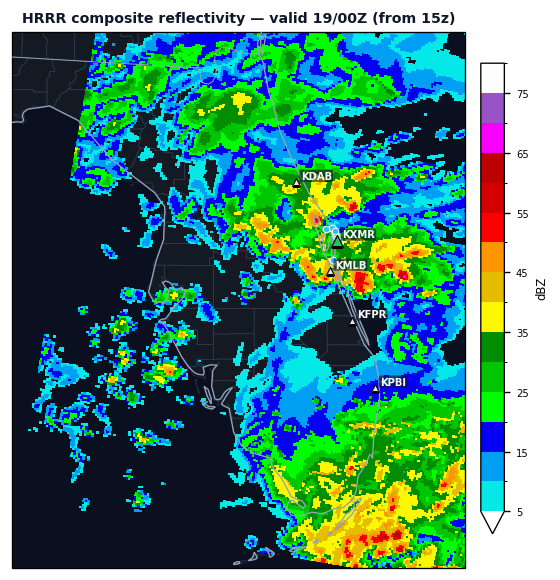 HRRR composite reflectivity — valid 19/00Z (from 15z)
KDAB
KXMR
KMLB
KFPR
KPBI
75
65
55
45
35
25
15
5
dBZ